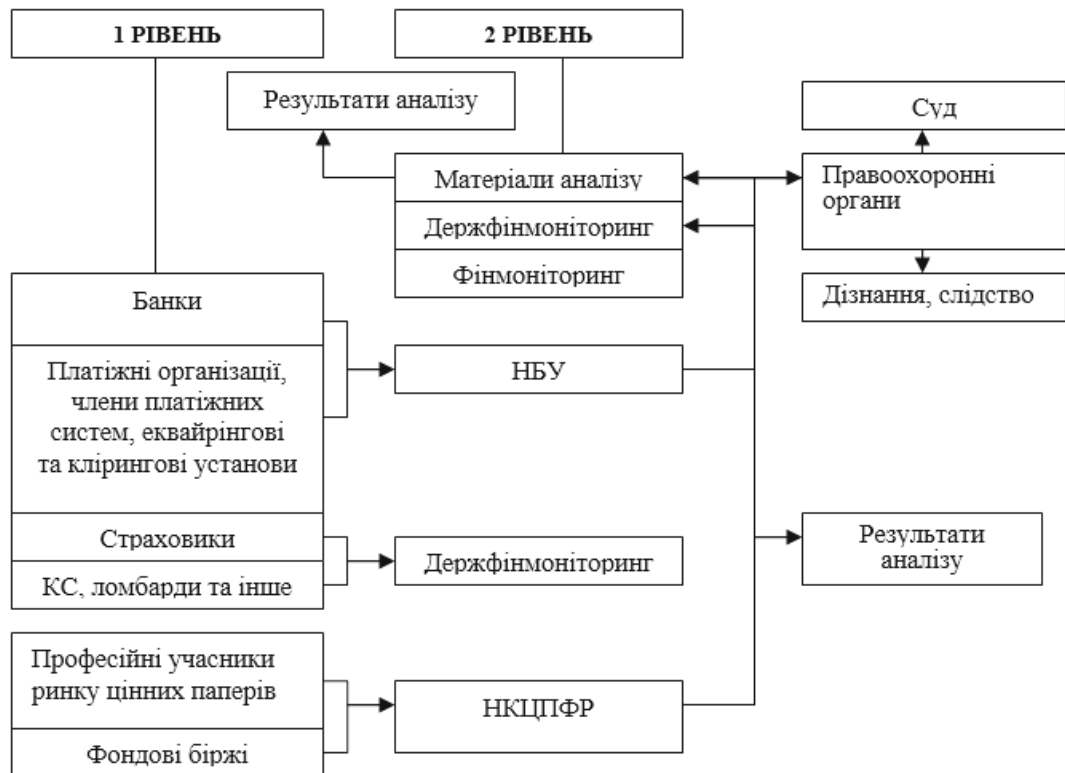 1 РІВЕНЬ
2 РІВЕНЬ
Результати аналізу
Суд
Матеріали аналізу
Правоохоронні
органи
Держфінмоніторинг
Фінмоніторинг
Дізнання, слідство
Банки
Платіжні організації,
члени платіжних
систем, еквайрінгові
та клірингові установи
НБУ
Страховики
КС, ломбарди та інше
Держфінмоніторинг
Результати
аналізу
Професійні учасники
ринку цінних паперів
Фондові біржі
НКЦПФР